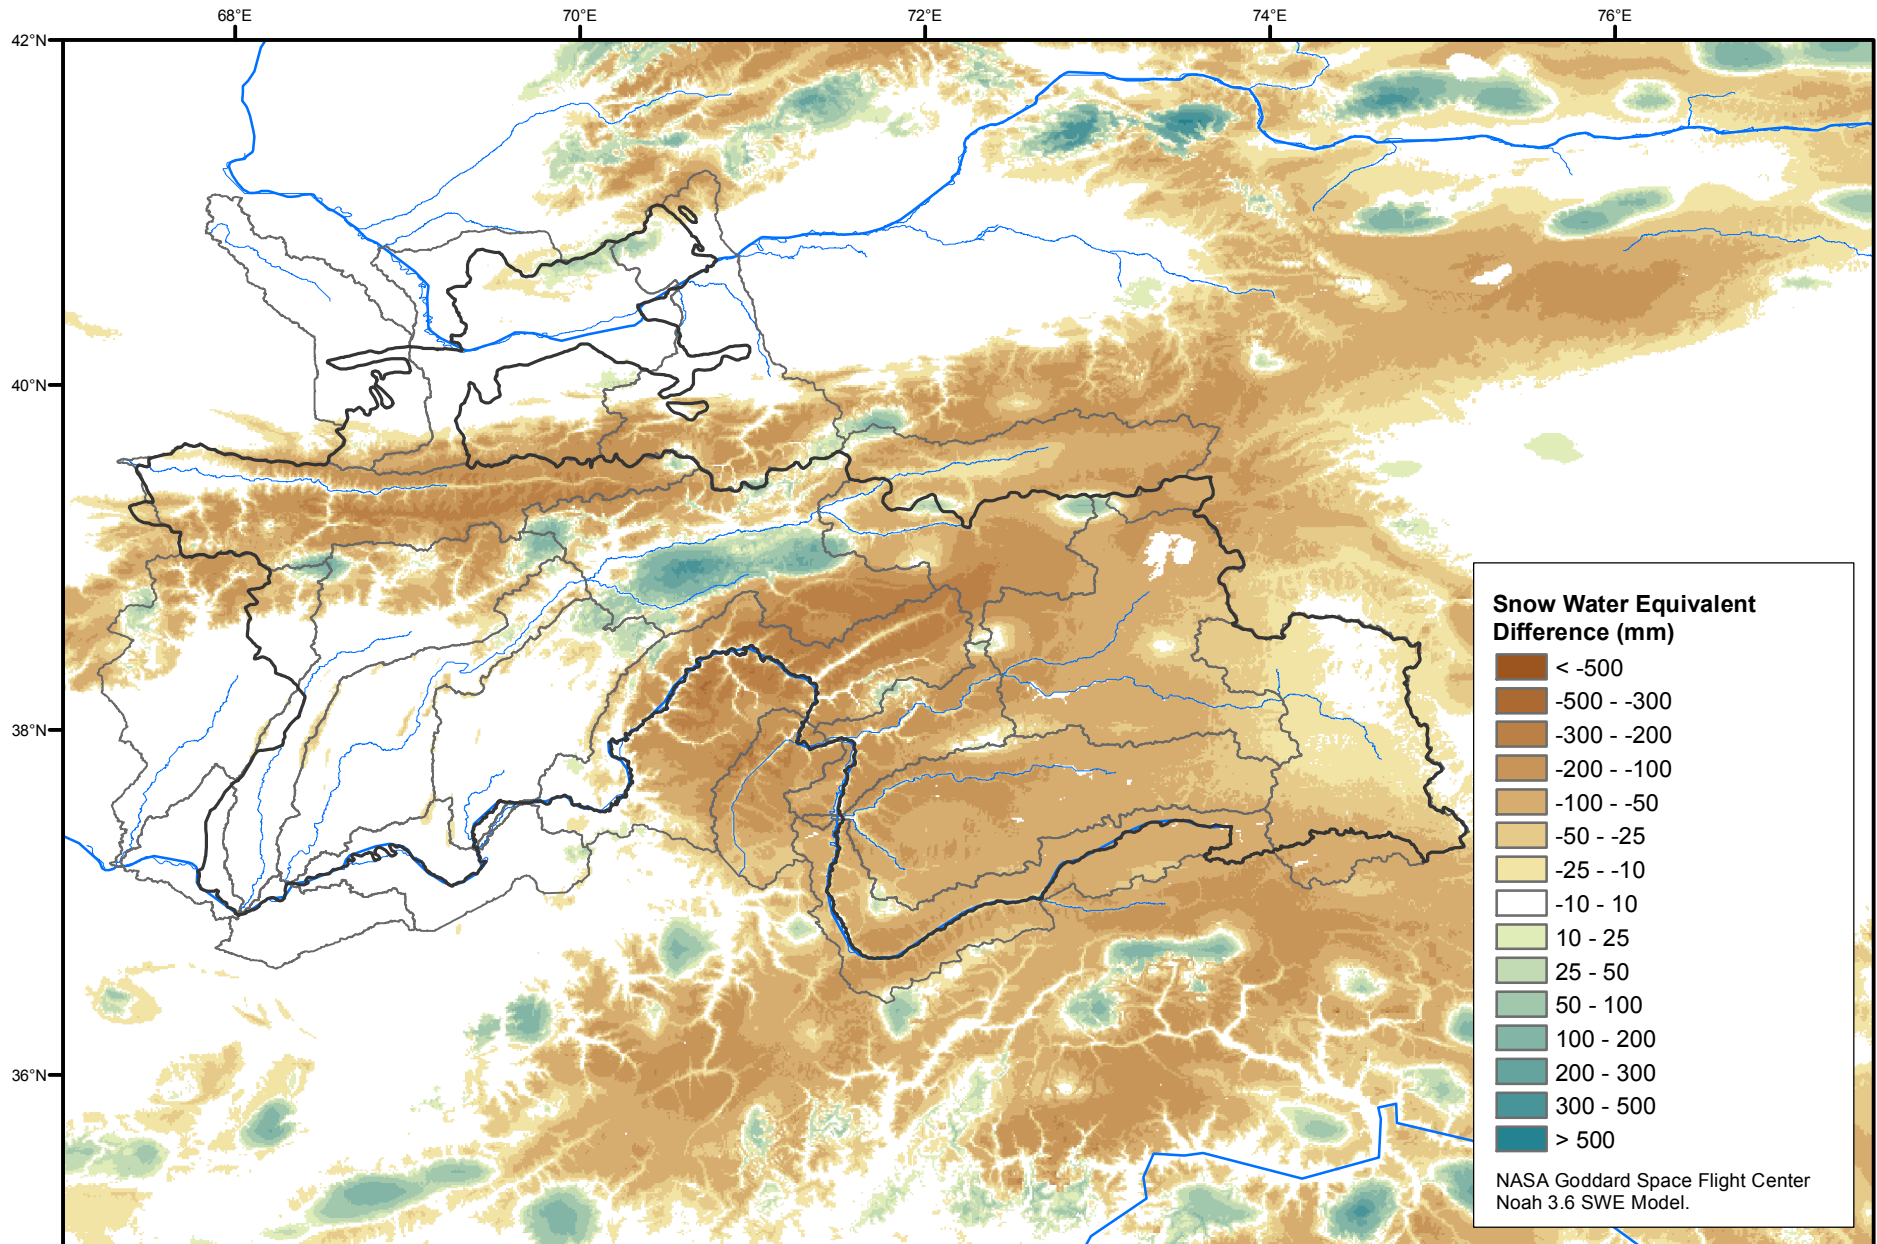 68°E 70°E 72°E 74°E 76°E
42°N
40°N
38°N
36°N
Snow Water Equivalent
Difference (mm)
< -500
-500 - -300
-300 - -200
-200 - -100
-100 - -50
-50 - -25
-25 - -10
-10 - 10
10 - 25
25 - 50
50 - 100
100 - 200
200 - 300
300 - 500
> 500
NASA Goddard Space Flight Center
Noah 3.6 SWE Model.